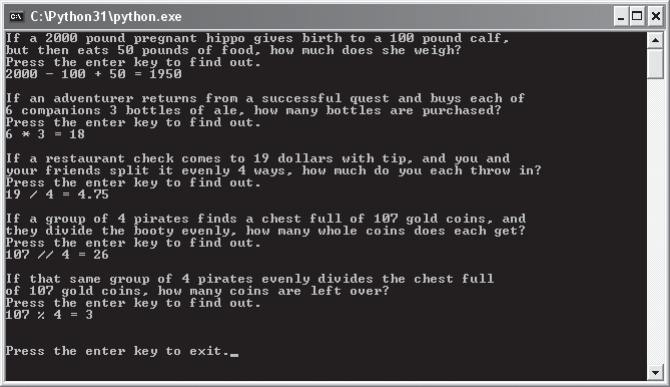 C:\Python31\python.exe
If a 2000 pound pregnant hippo gives birth to a 100 pound calf,
but then eats 50 pounds of food, how much does she weigh?
Press the enter key to find out.
2000 - 100 + 50 = 1950
If an adventurer returns from a successful quest and buys each of
6 companions 3 bottles of ale, how many bottles are purchased?
Press the enter key to find out.
6 * 3 = 18
If a restaurant check comes to 19 dollars with tip, and you and
your friends split it evenly 4 ways, how much do you each throw in?
Press the enter key to find out.
19 / 4 = 4.75
If a group of 4 pirates finds a chest full of 107 gold coins, and
they divide the booty evenly, how many whole coins does each get?
Press the enter key to find out.
107 // 4 = 26
If that same group of 4 pirates evenly divides the chest full
of 107 gold coins, how many coins are left over?
Press the enter key to find out.
107 % 4 = 3
Press the enter key to exit.